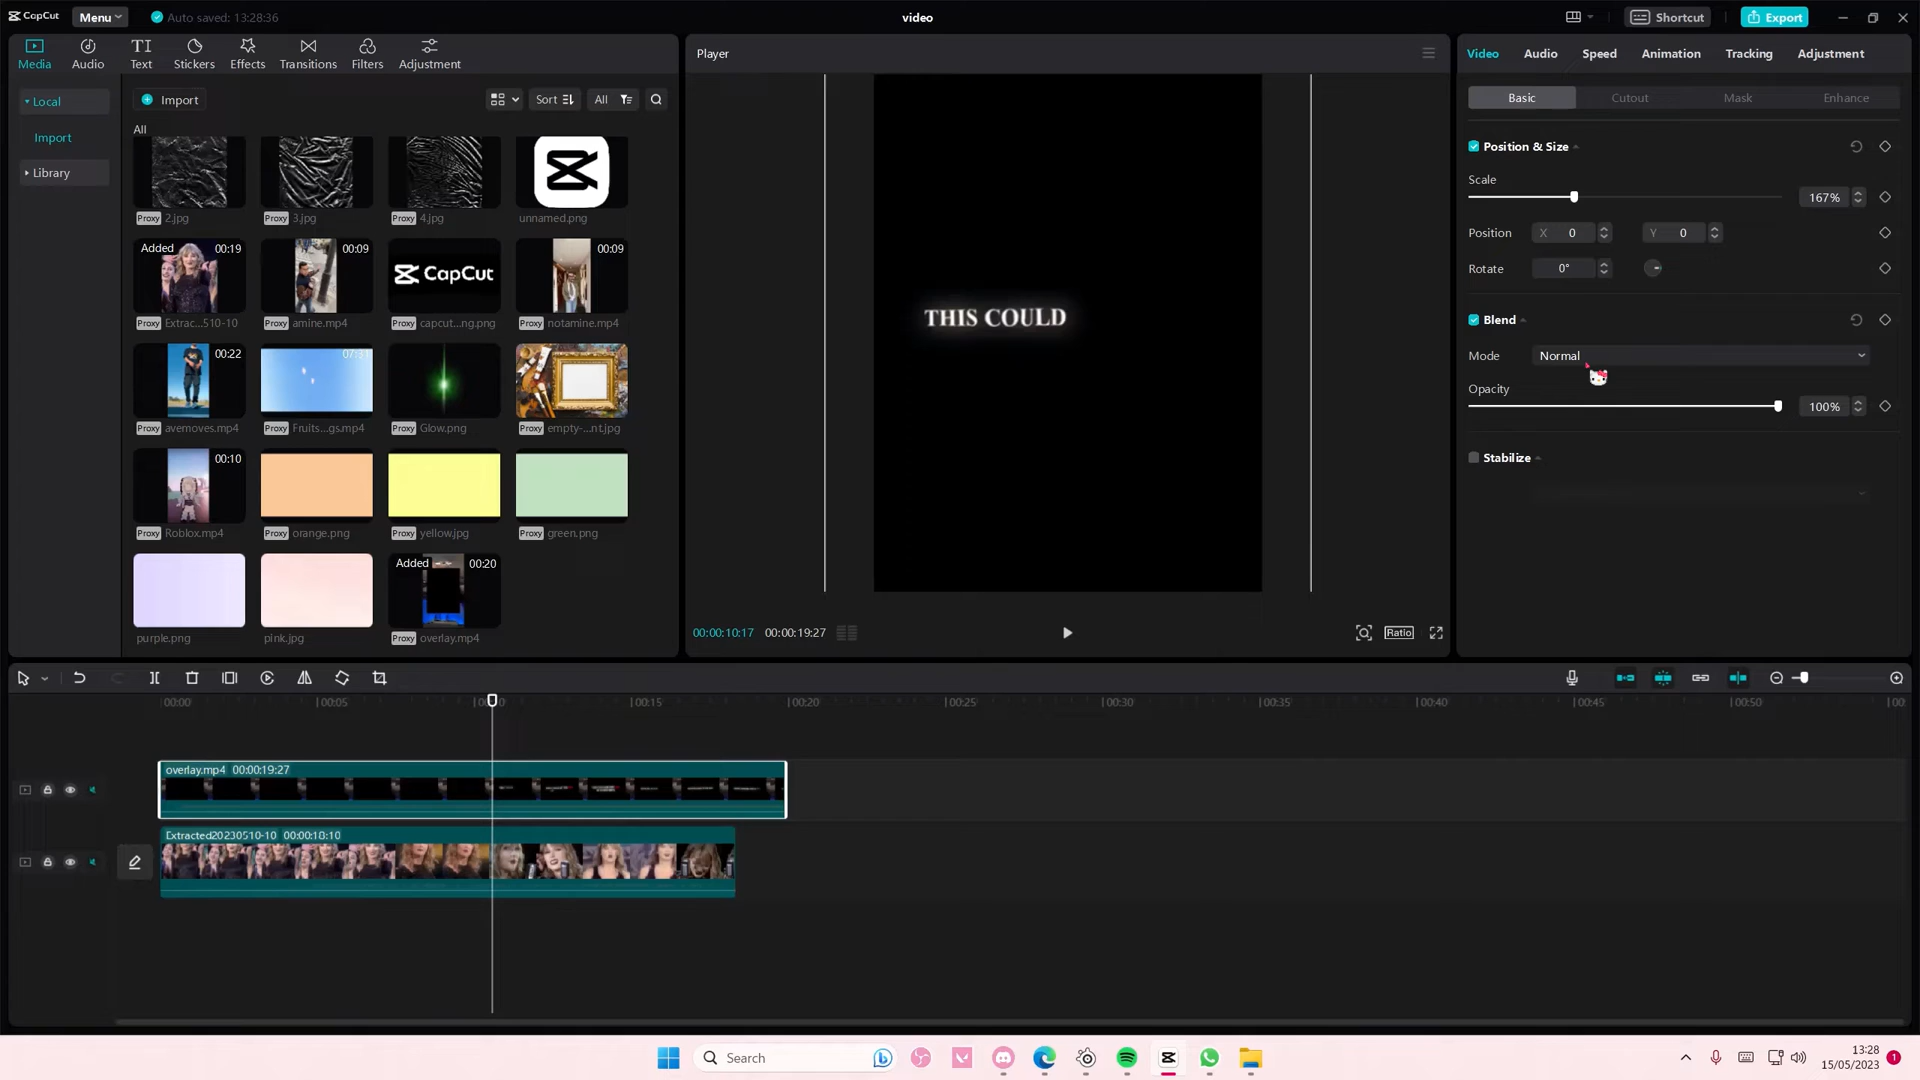 CapCut
Menu
Auto saved: 13:28:36
video
Shortcut
Export
Media
Audio
Text
Stickers
Effects
Transitions
Filters
Adjustment
Local
Import
Library
Import
Sort
All
All
Proxy 2.jpg
Proxy 3.jpg
Proxy 4.jpg
unnamed.png
Added 00:19
00:09
CapCut
00:09
Proxy Extrac...510-10
Proxy amine.mp4
Proxy capcut...ng.png
Proxy notamine.mp4
00:22
Proxy avemoves.mp4
Proxy Fruits...gs.mp4
Proxy Glow.png
Proxy empty-...nt.jpg
00:10
Proxy Roblox.mp4
Proxy orange.png
Proxy yellow.jpg
Proxy green.png
Added 00:20
purple.png
pink.jpg
Proxy overlay.mp4
Player
THIS COULD
00:00:10:17 00:00:19:27
Ratio
Video
Audio
Speed
Animation
Tracking
Adjustment
Basic
Cutout
Mask
Enhance
Position & Size
Scale
167%
Position X 0 Y 0
Rotate 0°
Blend
Mode Normal
Opacity
100%
Stabilize
00:00
00:05
00:15
00:20
00:25
00:30
00:35
00:40
00:45
00:50
overlay.mp4 00:00:19:27
Extracted20230510-10 00:00:18:10
Search
13:28
15/05/2023
1